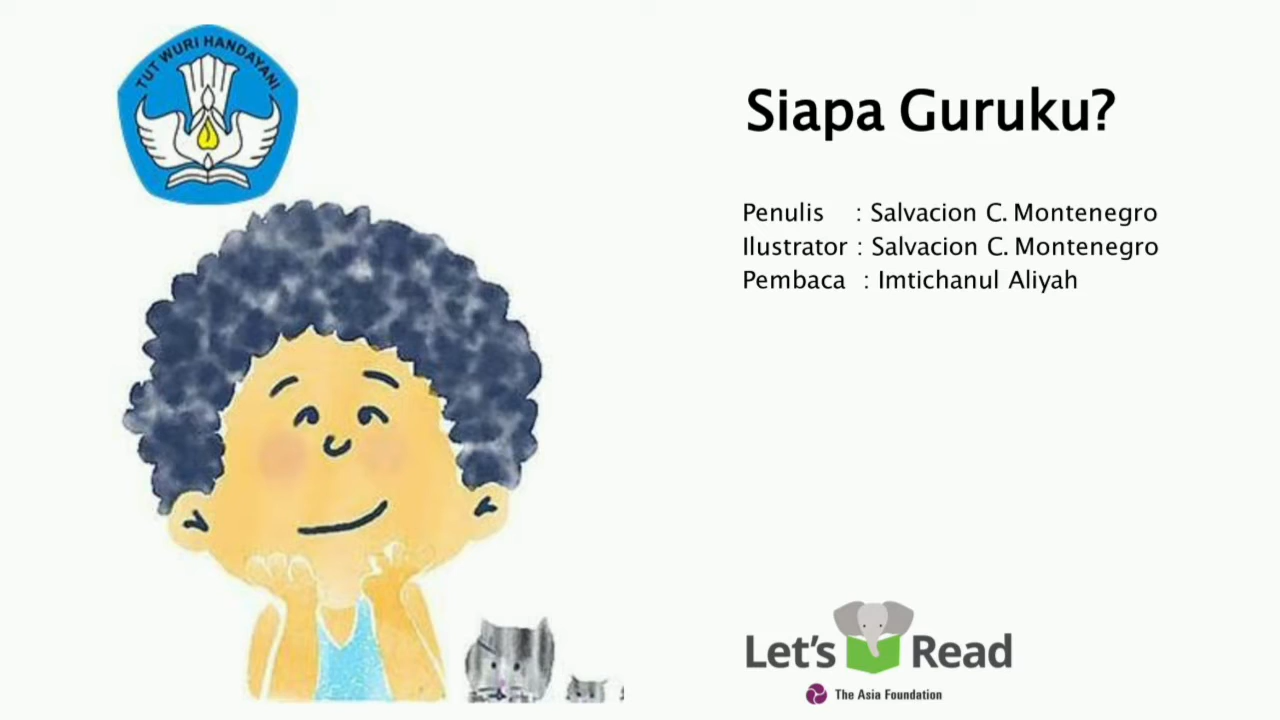 TUT WURI HANDAYANI
Siapa Guruku?
Penulis : Salvacion C. Montenegro
Ilustrator : Salvacion C. Montenegro
Pembaca : Imtichanul Aliyah
Let's Read
The Asia Foundation